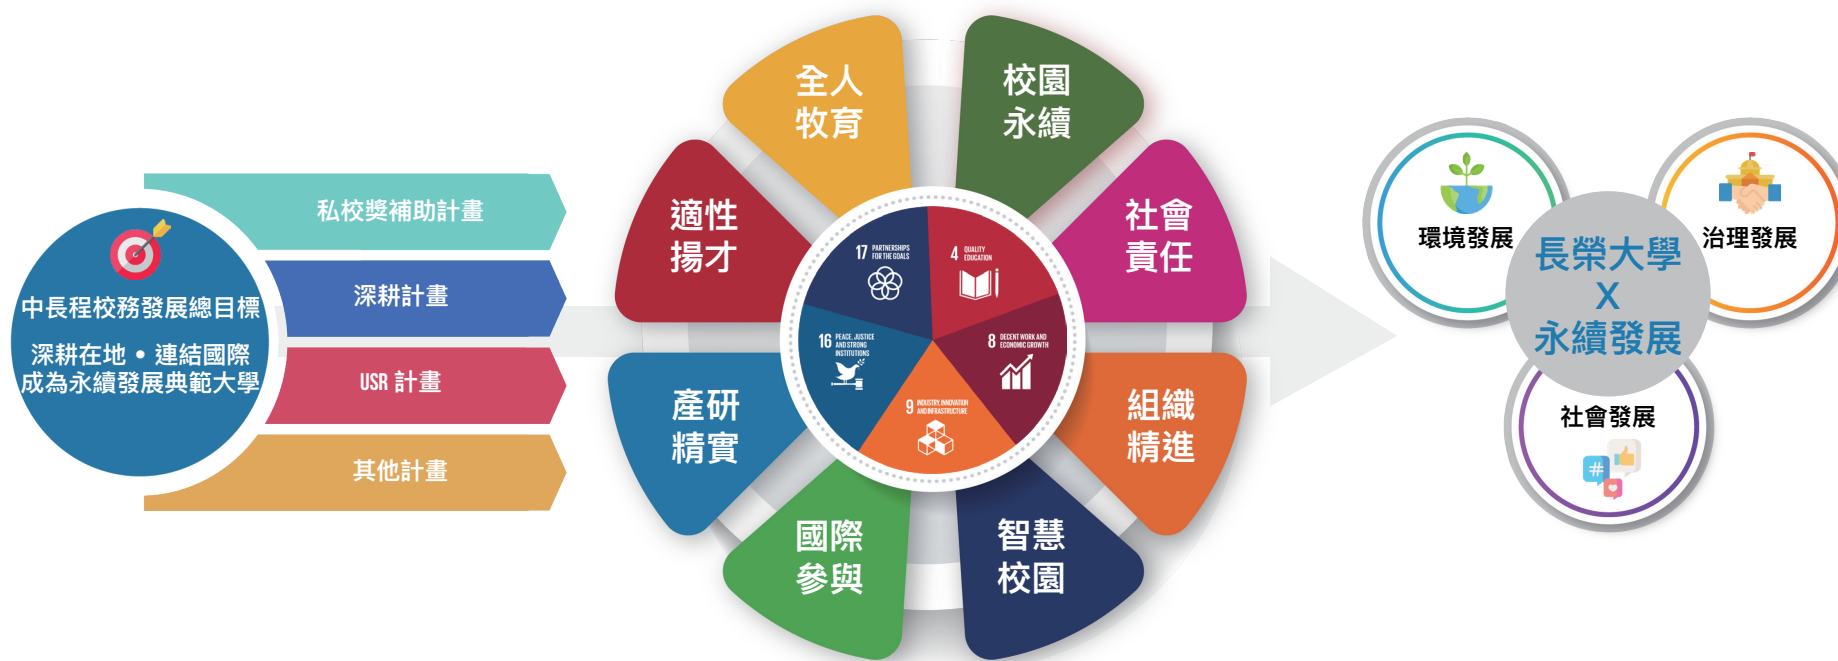 中長程校務發展總目標
深耕在地 • 連結國際
成為永續發展典範大學
私校獎補助計畫
深耕計畫
USR 計畫
其他計畫
全人
牧育
校園
永續
適性
揚才
社會
責任
產研
精實
組織
精進
國際
參與
智慧
校園
17 PARTNERSHIPS
FOR THE GOALS
4 QUALITY
EDUCATION
16 PEACE, JUSTICE
AND STRONG
INSTITUTIONS
8 DECENT WORK AND
ECONOMIC GROWTH
9 INDUSTRY, INNOVATION
AND INFRASTRUCTURE
環境發展
治理發展
長榮大學
X
永續發展
社會發展
#